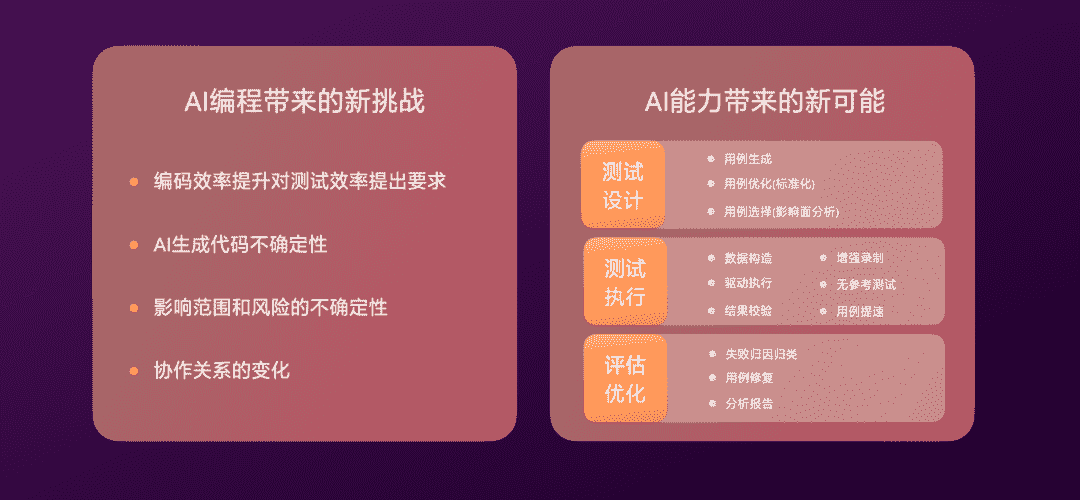 AI编程带来的新挑战
编码效率提升对测试效率提出要求
AI生成代码不确定性
影响范围和风险的不确定性
协作关系的变化
AI能力带来的新可能
测试
设计
用例生成
用例优化(标准化)
用例选择(影响面分析)
测试
执行
数据构造
驱动执行
结果校验
增强录制
无参考测试
用例提速
评估
优化
失败归因归类
用例修复
分析报告